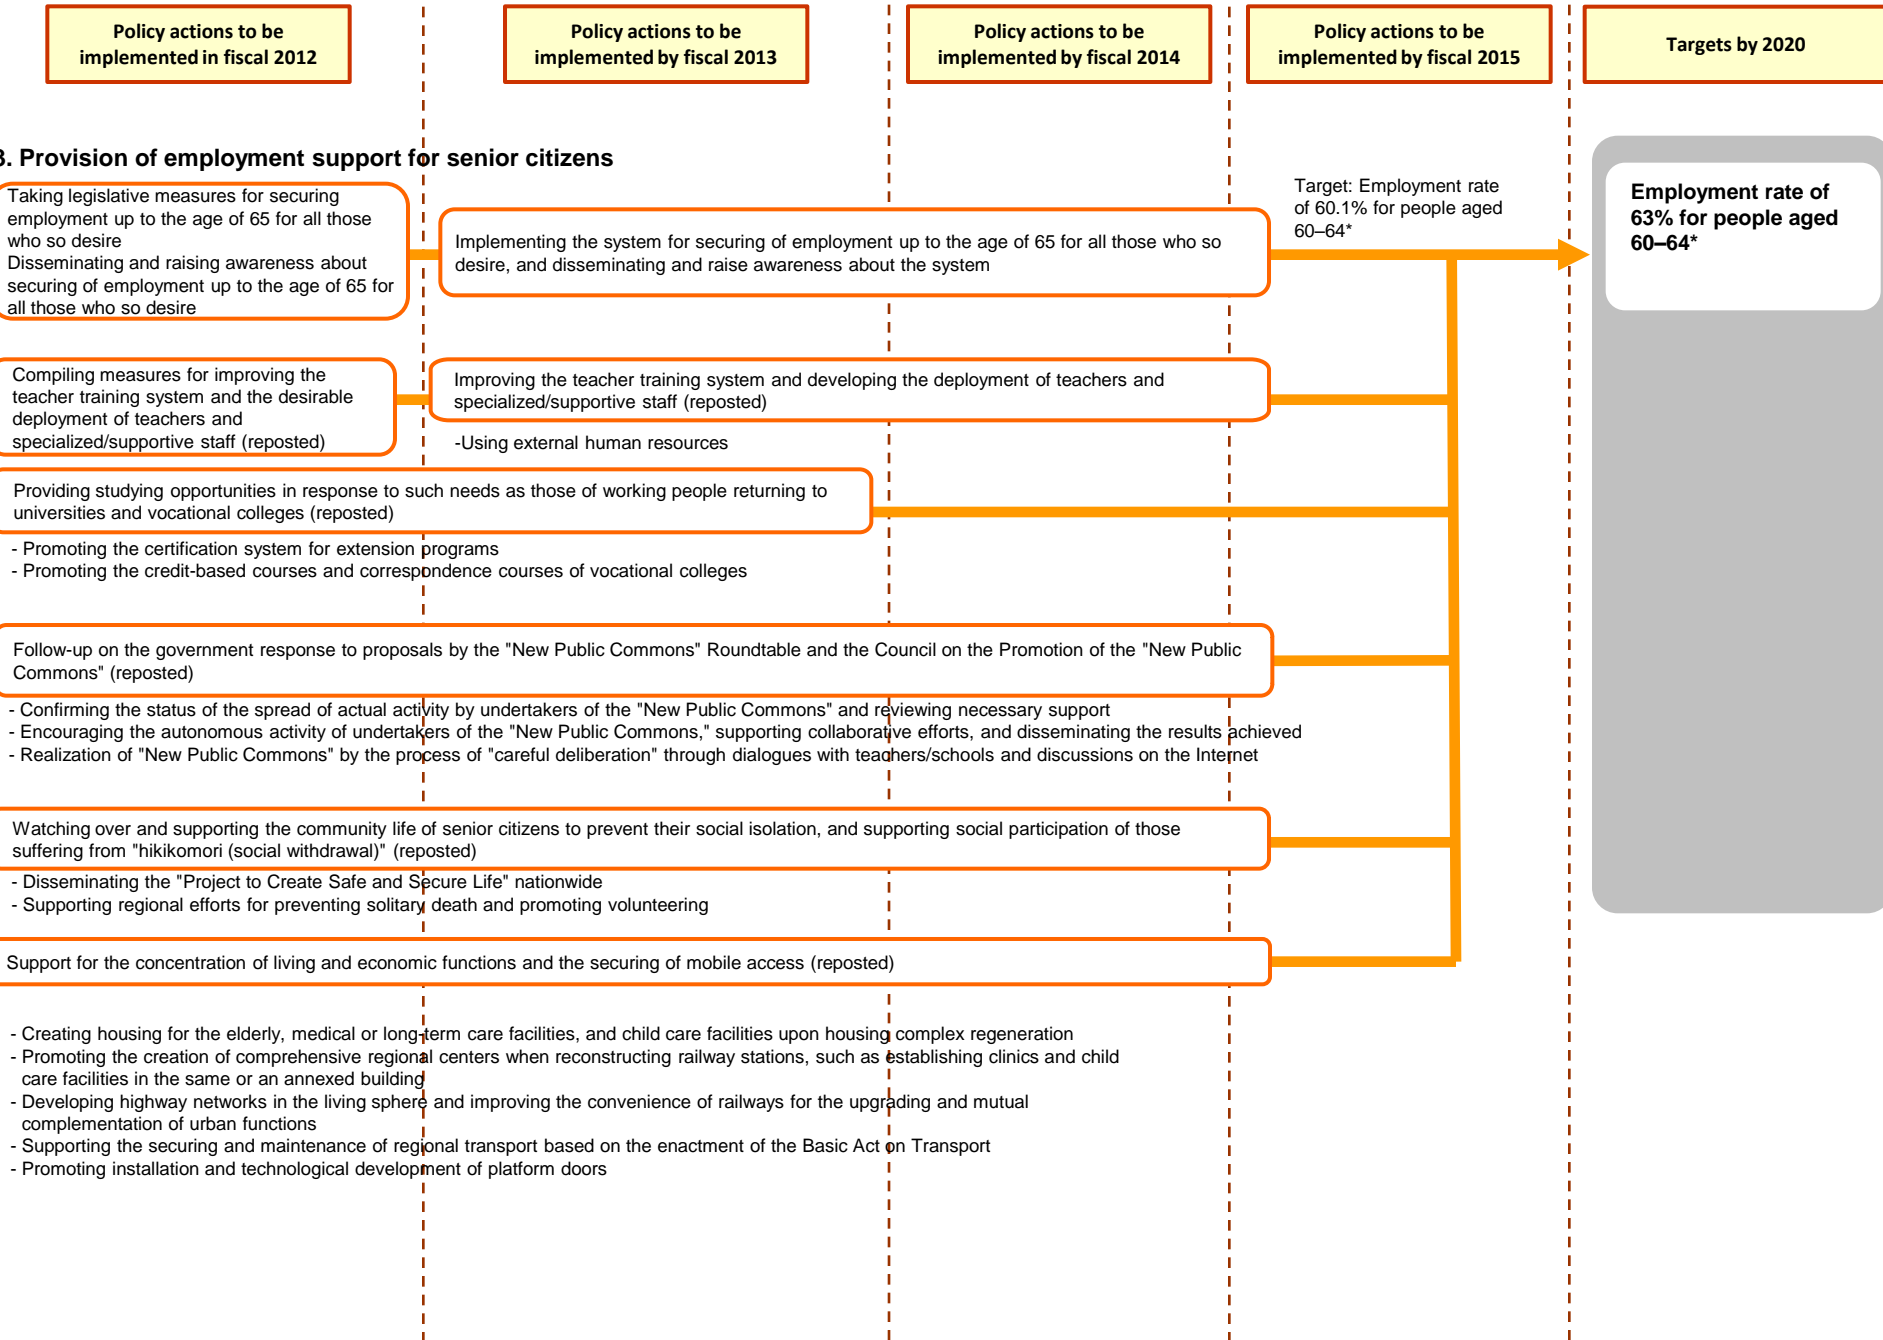 Policy actions to be
implemented in fiscal 2012
Policy actions to be
implemented by fiscal 2013
Policy actions to be
implemented by fiscal 2014
Policy actions to be
implemented by fiscal 2015
Targets by 2020
3. Provision of employment support for senior citizens
Taking legislative measures for securing
employment up to the age of 65 for all those
who so desire
Disseminating and raising awareness about
securing of employment up to the age of 65 for
all those who so desire
Implementing the system for securing of employment up to the age of 65 for all those who so
desire, and disseminating and raise awareness about the system
Target: Employment rate
of 60.1% for people aged
60–64*
Employment rate of
63% for people aged
60–64*
Compiling measures for improving the
teacher training system and the desirable
deployment of teachers and
specialized/supportive staff (reposted)
Improving the teacher training system and developing the deployment of teachers and
specialized/supportive staff (reposted)
-Using external human resources
Providing studying opportunities in response to such needs as those of working people returning to
universities and vocational colleges (reposted)
- Promoting the certification system for extension programs
- Promoting the credit-based courses and correspondence courses of vocational colleges
Follow-up on the government response to proposals by the "New Public Commons" Roundtable and the Council on the Promotion of the "New Public
Commons" (reposted)
- Confirming the status of the spread of actual activity by undertakers of the "New Public Commons" and reviewing necessary support
- Encouraging the autonomous activity of undertakers of the "New Public Commons," supporting collaborative efforts, and disseminating the results achieved
- Realization of "New Public Commons" by the process of "careful deliberation" through dialogues with teachers/schools and discussions on the Internet
Watching over and supporting the community life of senior citizens to prevent their social isolation, and supporting social participation of those
suffering from "hikikomori (social withdrawal)" (reposted)
- Disseminating the "Project to Create Safe and Secure Life" nationwide
- Supporting regional efforts for preventing solitary death and promoting volunteering
Support for the concentration of living and economic functions and the securing of mobile access (reposted)
- Creating housing for the elderly, medical or long-term care facilities, and child care facilities upon housing complex regeneration
- Promoting the creation of comprehensive regional centers when reconstructing railway stations, such as establishing clinics and child
care facilities in the same or an annexed building
- Developing highway networks in the living sphere and improving the convenience of railways for the upgrading and mutual
complementation of urban functions
- Supporting the securing and maintenance of regional transport based on the enactment of the Basic Act on Transport
- Promoting installation and technological development of platform doors